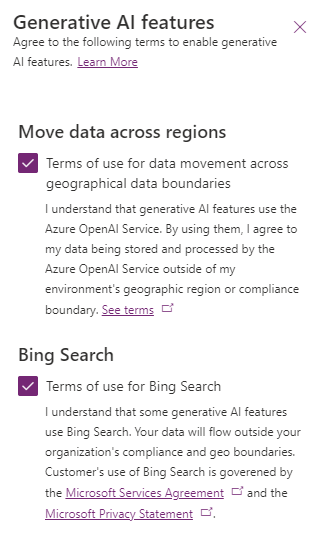 Generative AI features
Agree to the following terms to enable generative
AI features. Learn More
Move data across regions
Terms of use for data movement across
geographical data boundaries
I understand that generative AI features use the
Azure OpenAI Service. By using them, I agree to
my data being stored and processed by the
Azure OpenAI Service outside of my
environment's geographic region or compliance
boundary. See terms
Bing Search
Terms of use for Bing Search
I understand that some generative AI features
use Bing Search. Your data will flow outside your
organization's compliance and geo boundaries.
Customer's use of Bing Search is goverened by
the Microsoft Services Agreement and the
Microsoft Privacy Statement .